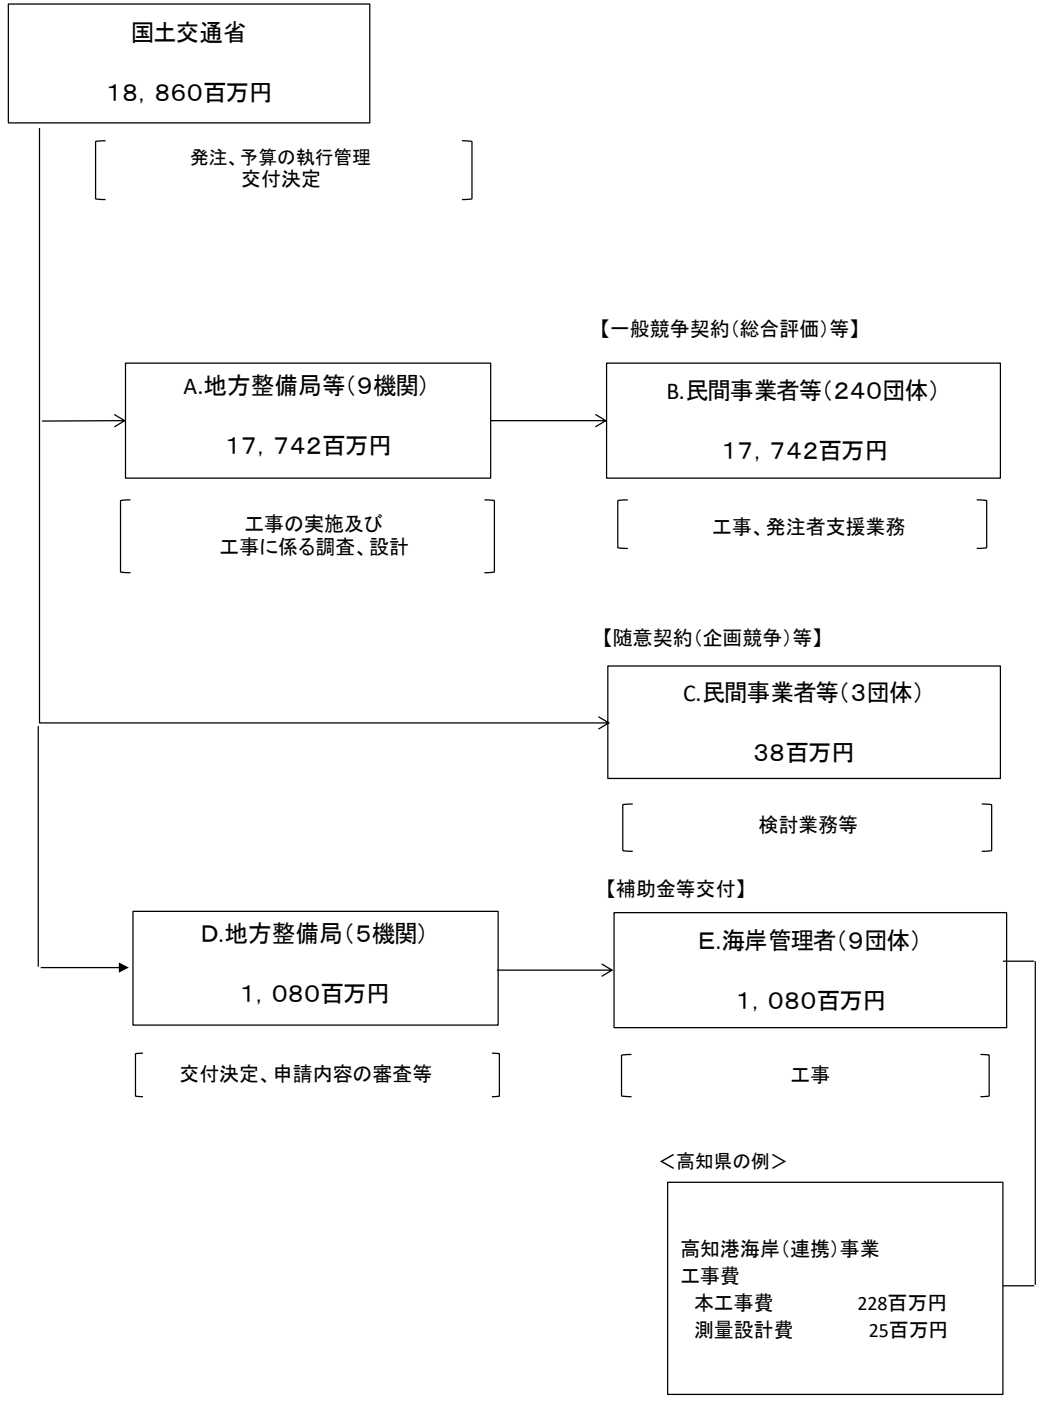 国土交通省
１８，８６０百万円
発注、予算の執行管理
交付決定
【一般競争契約（総合評価）等】
A.地方整備局等（９機関）
１７，７４２百万円
B.民間事業者等（２４０団体）
１７，７４２百万円
工事の実施及び
工事に係る調査、設計
工事、発注者支援業務
【随意契約（企画競争）等】
C.民間事業者等（３団体）
３８百万円
検討業務等
【補助金等交付】
Ｄ.地方整備局（５機関）
１，０８０百万円
Ｅ.海岸管理者（９団体）
１，０８０百万円
交付決定、申請内容の審査等
工事
＜高知県の例＞
高知港海岸（連携）事業
工事費
本工事費 228百万円
測量設計費 25百万円